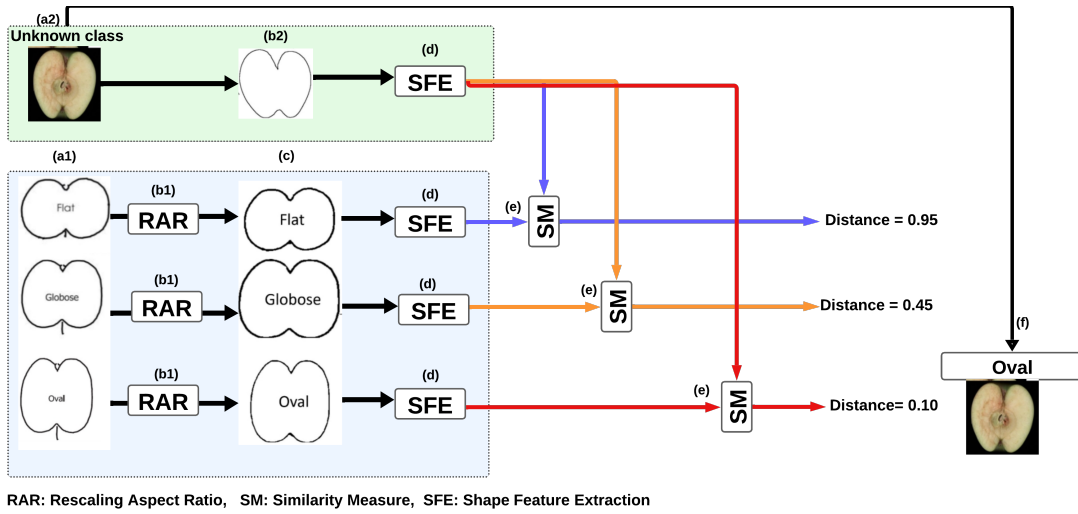 (a2)
Unknown class
(b2)
(d)
SFE
(a1)
(c)
(b1)
(d)
Flat
RAR
Flat
SFE
(e)
SM
Distance = 0.95
(b1)
(d)
Globose
RAR
Globose
SFE
(e)
SM
Distance = 0.45
(f)
Oval
(b1)
(d)
Oval
RAR
Oval
SFE
(e)
SM
Distance= 0.10
RAR: Rescaling Aspect Ratio, SM: Similarity Measure, SFE: Shape Feature Extraction